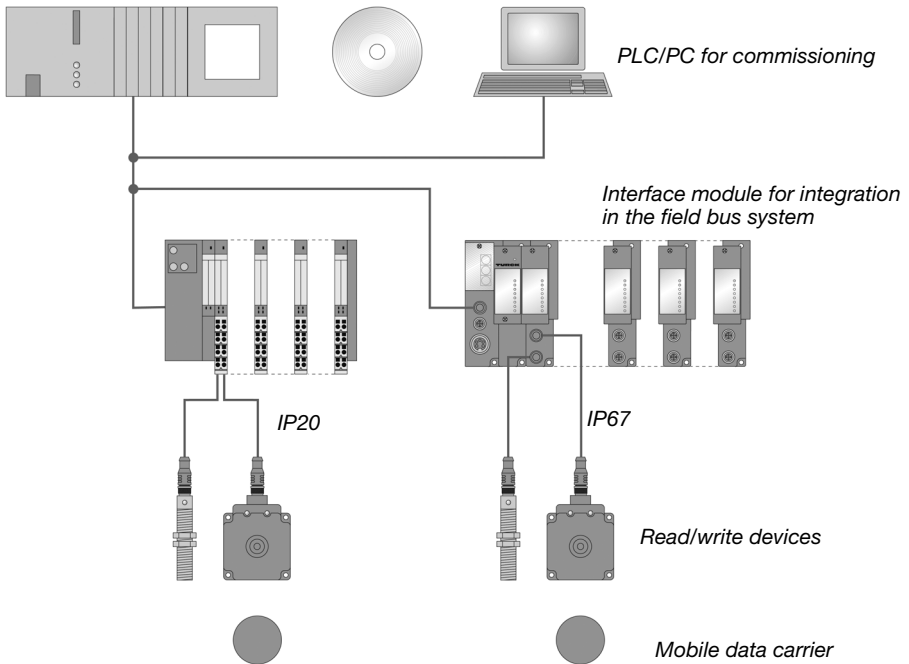 PLC/PC for commissioning
Interface module for integration
in the field bus system
TURCK
IP20
IP67
Read/write devices
Mobile data carrier